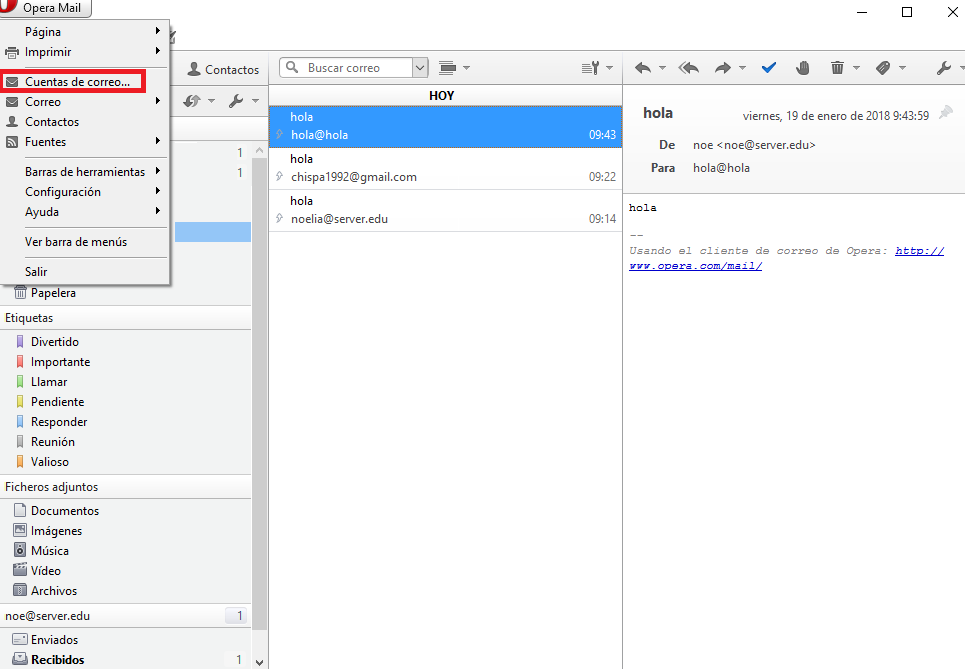 Opera Mail
Página
Imprimir
Cuentas de correo...
Correo
Contactos
Fuentes
Barras de herramientas
Configuración
Ayuda
Ver barra de menús
Salir
Contactos
1
1
Papelera
Etiquetas
Divertido
Importante
Llamar
Pendiente
Responder
Reunión
Valioso
Ficheros adjuntos
Documentos
Imágenes
Música
Vídeo
Archivos
noe@server.edu 1
Enviados
Recibidos 1
Buscar correo
HOY
hola
hola@hola 09:43
hola
chispa1992@gmail.com 09:22
hola
noelia@server.edu 09:14
hola viernes, 19 de enero de 2018 9:43:59
De noe <noe@server.edu>
Para hola@hola
hola
--
Usando el cliente de correo de Opera: http://
www.opera.com/mail/